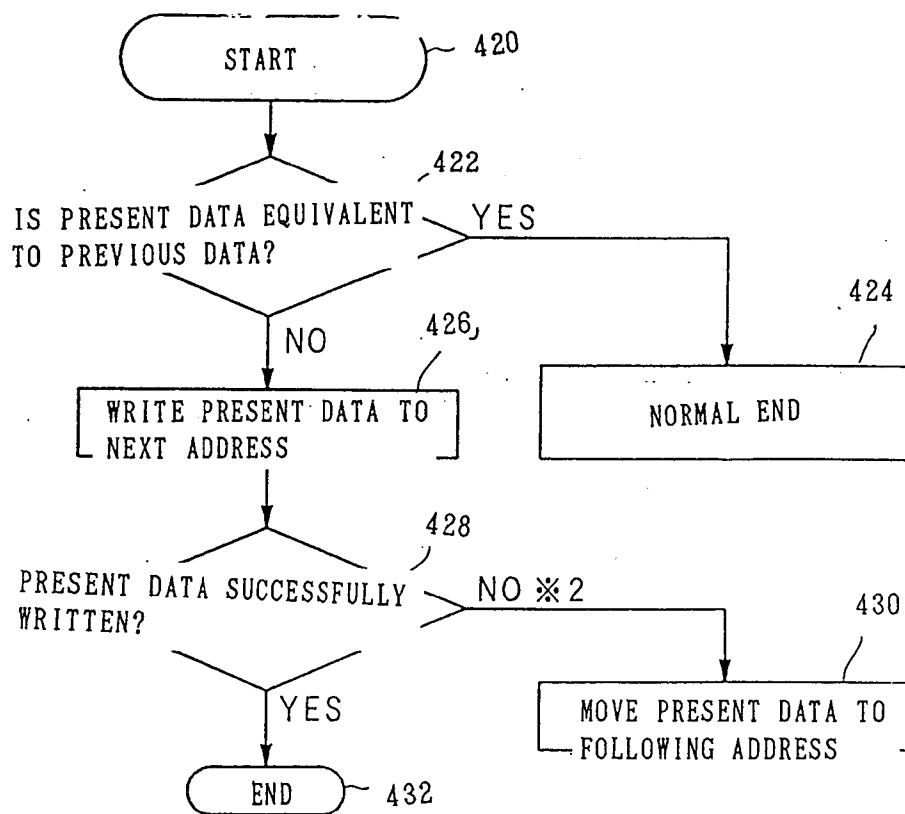 START
420
422
IS PRESENT DATA EQUIVALENT
TO PREVIOUS DATA?
YES
NO
424
NORMAL END
426
WRITE PRESENT DATA TO
NEXT ADDRESS
428
PRESENT DATA SUCCESSFULLY
WRITTEN?
NO ※2
YES
430
MOVE PRESENT DATA TO
FOLLOWING ADDRESS
END
432